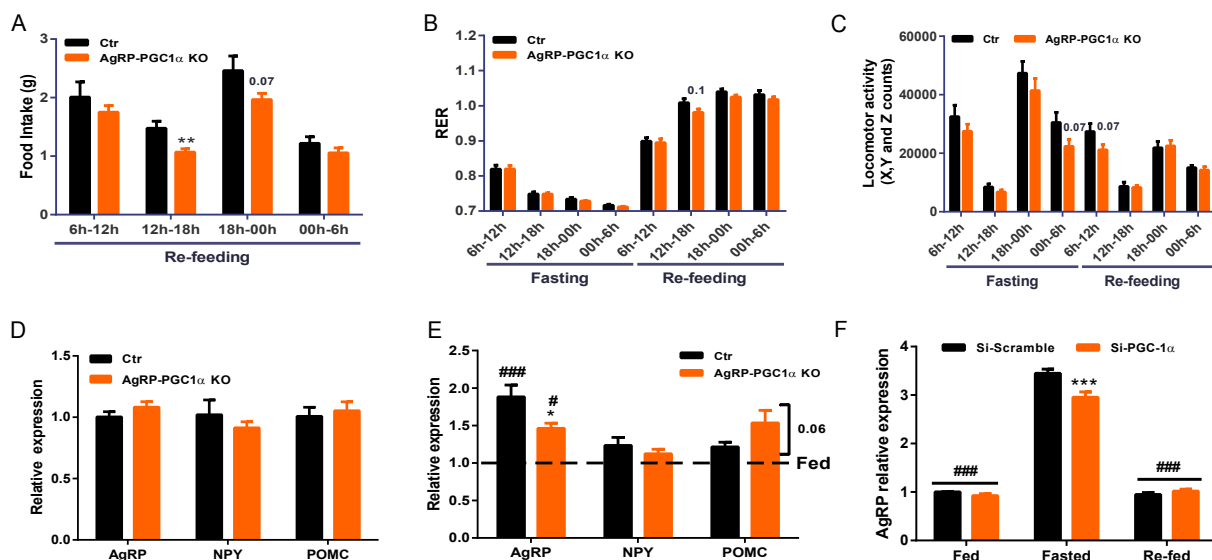 A
Ctr
AgRP-PGC1α KO
Food Intake (g)
3
2
1
0
**
0.07
6h-12h 12h-18h 18h-00h 00h-6h
Re-feeding
B
Ctr
AgRP-PGC1α KO
RER
1.2
1.1
1.0
0.9
0.8
0.7
0.1
6h-12h 12h-18h 18h-00h 00h-6h 6h-12h 12h-18h 18h-00h 00h-6h
Fasting Re-feeding
C
Ctr AgRP-PGC1α KO
Locomotor activity
(X,Y and Z counts)
60000
40000
20000
0
0.07 0.07
6h-12h 12h-18h 18h-00h 00h-6h 6h-12h 12h-18h 18h-00h 00h-6h
Fasting Re-feeding
D
Ctr
AgRP-PGC1α KO
Relative expression
1.5
1.0
0.5
0.0
AgRP NPY POMC
E
Ctr
AgRP-PGC1α KO
Relative expression
2.5
2.0
1.5
1.0
0.5
0.0
###
#
*
0.06
Fed
AgRP NPY POMC
F
Si-Scramble Si-PGC-1α
AgRP relative expression
4
3
2
1
0
###
***
###
Fed Fasted Re-fed